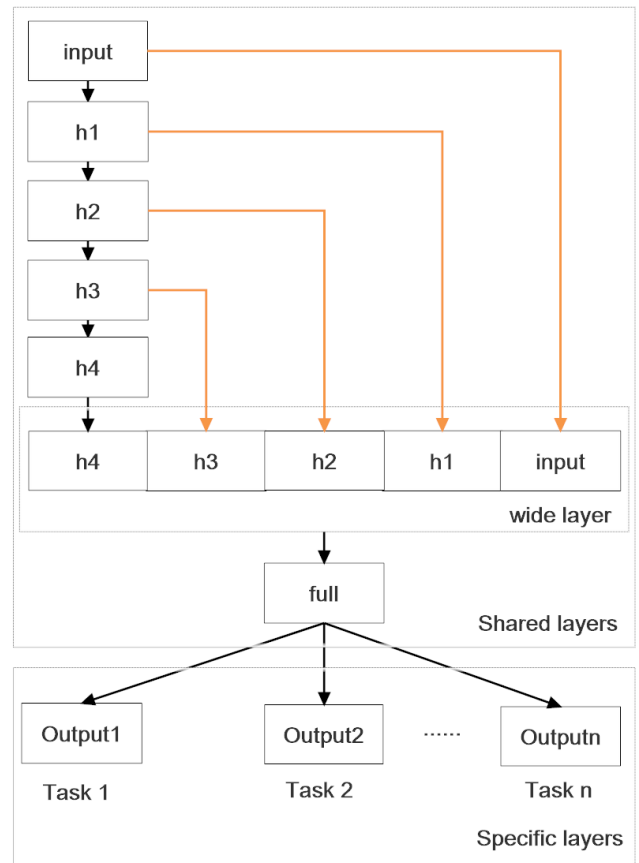 input
h1
h2
h3
h4
h4 h3 h2 h1 input
wide layer
full
Shared layers
Output1 Output2 ...... Outputn
Task 1 Task 2 Task n
Specific layers